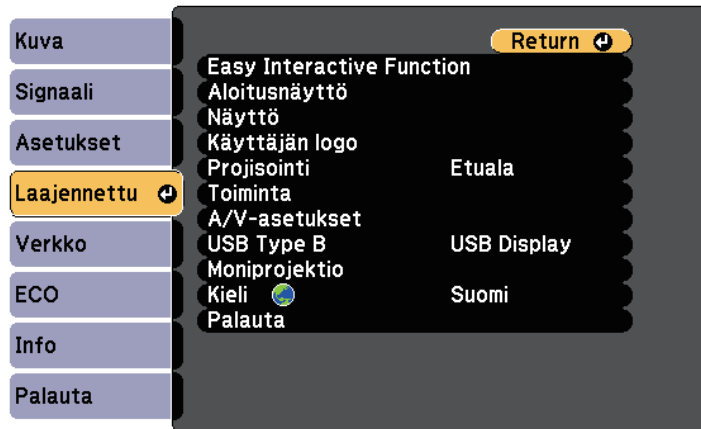 Kuva
Signaali
Asetukset
Laajennettu
Verkko
ECO
Info
Palauta
Return
Easy Interactive Function
Aloitusnäyttö
Näyttö
Käyttäjän logo
Projisointi Etuala
Toiminta
A/V-asetukset
USB Type B USB Display
Moniprojektio
Kieli Suomi
Palauta